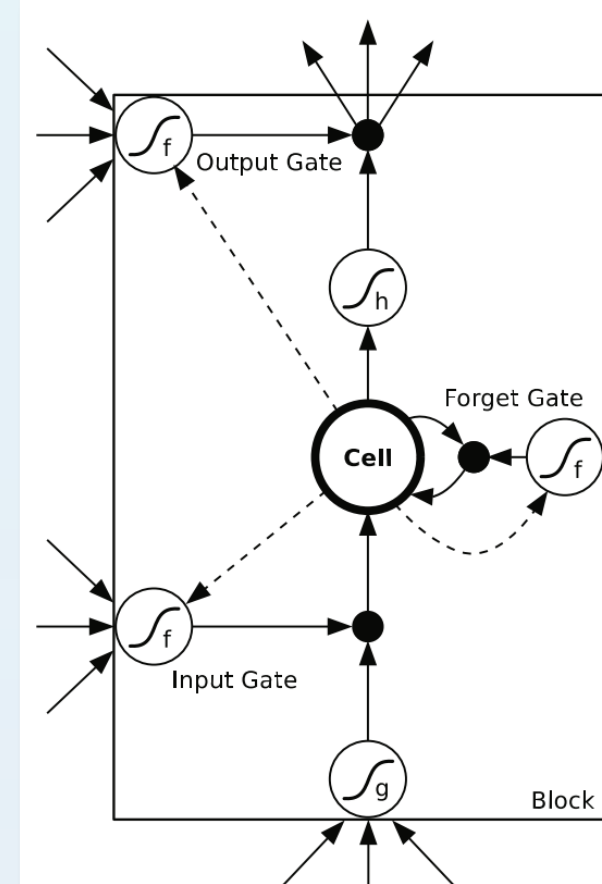 f
Output Gate
h
Forget Gate
Cell
f
f
Input Gate
g
Block